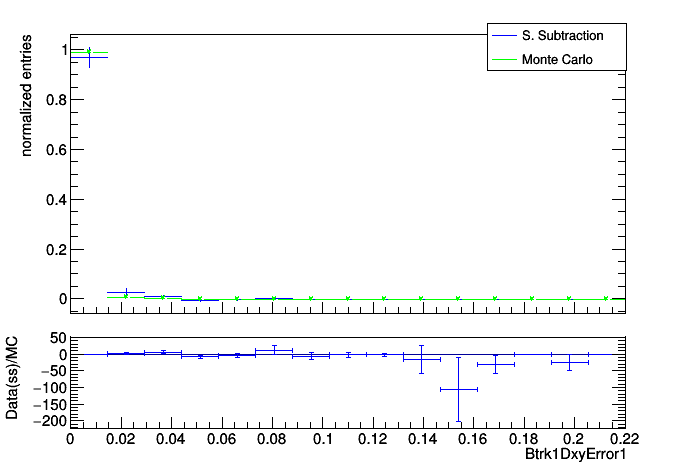 S. Subtraction
Monte Carlo
normalized entries
1
0.8
0.6
0.4
0.2
0
Data(ss)/MC
50
0
−50
−100
−150
−200
0 0.02 0.04 0.06 0.08 0.1 0.12 0.14 0.16 0.18 0.2 0.22
Btrk1DxyError1